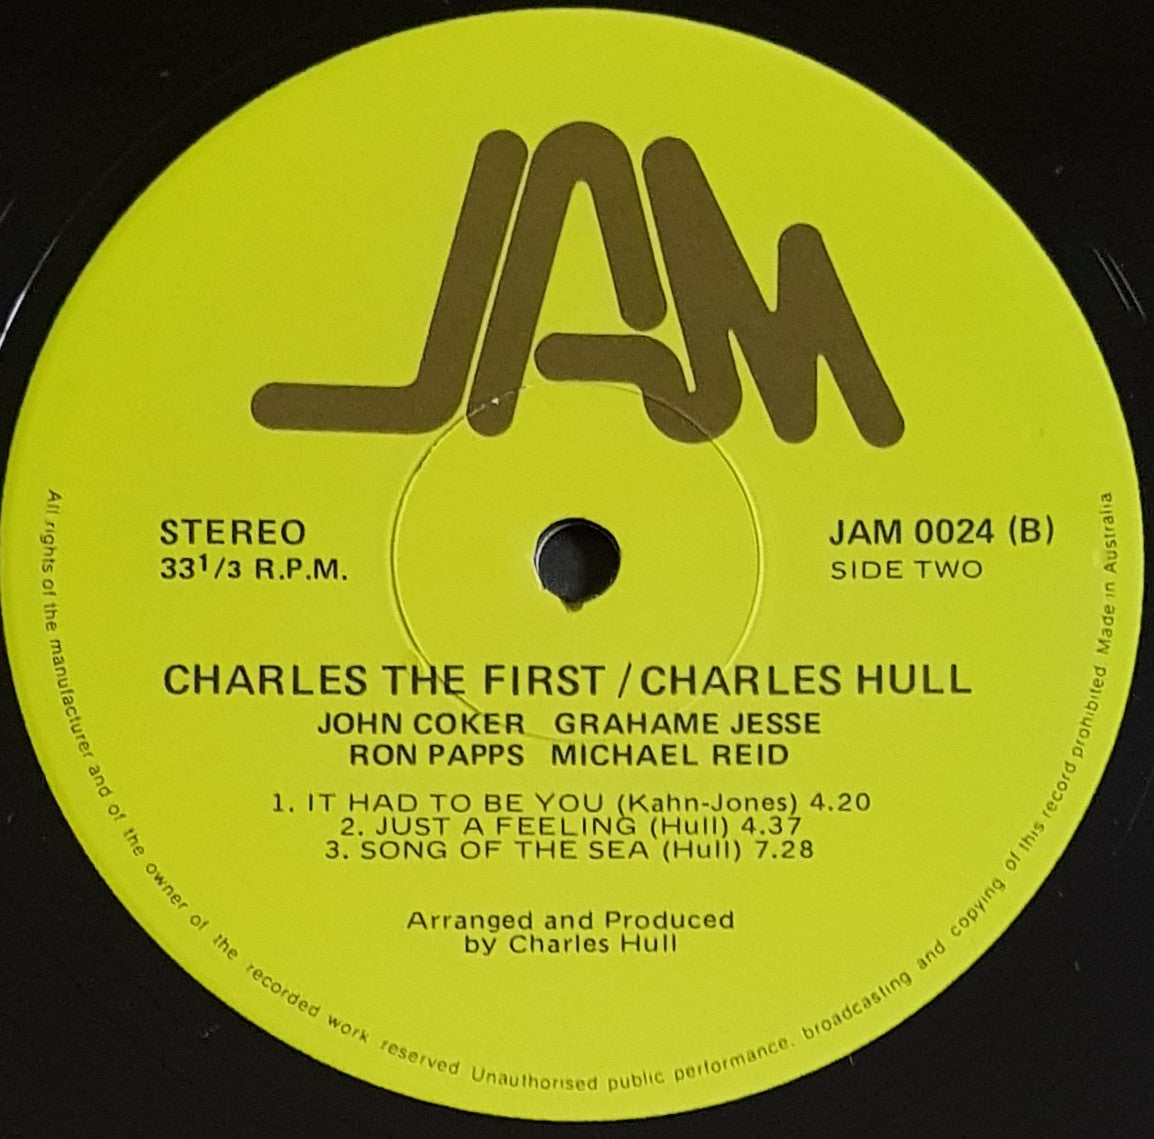 JAM
STEREO
33 1/3 R.P.M.
JAM 0024 (B)
SIDE TWO
CHARLES THE FIRST / CHARLES HULL
JOHN COKER GRAHAME JESSE
RON PAPPS MICHAEL REID
1. IT HAD TO BE YOU (Kahn-Jones) 4.20
2. JUST A FEELING (Hull) 4.37
3. SONG OF THE SEA (Hull) 7.28
Arranged and Produced
by Charles Hull
All rights of the manufacturer and of the owner of the recorded work reserved Unauthorised public performance. broadcasting and copying of this record prohibited Made in Australia